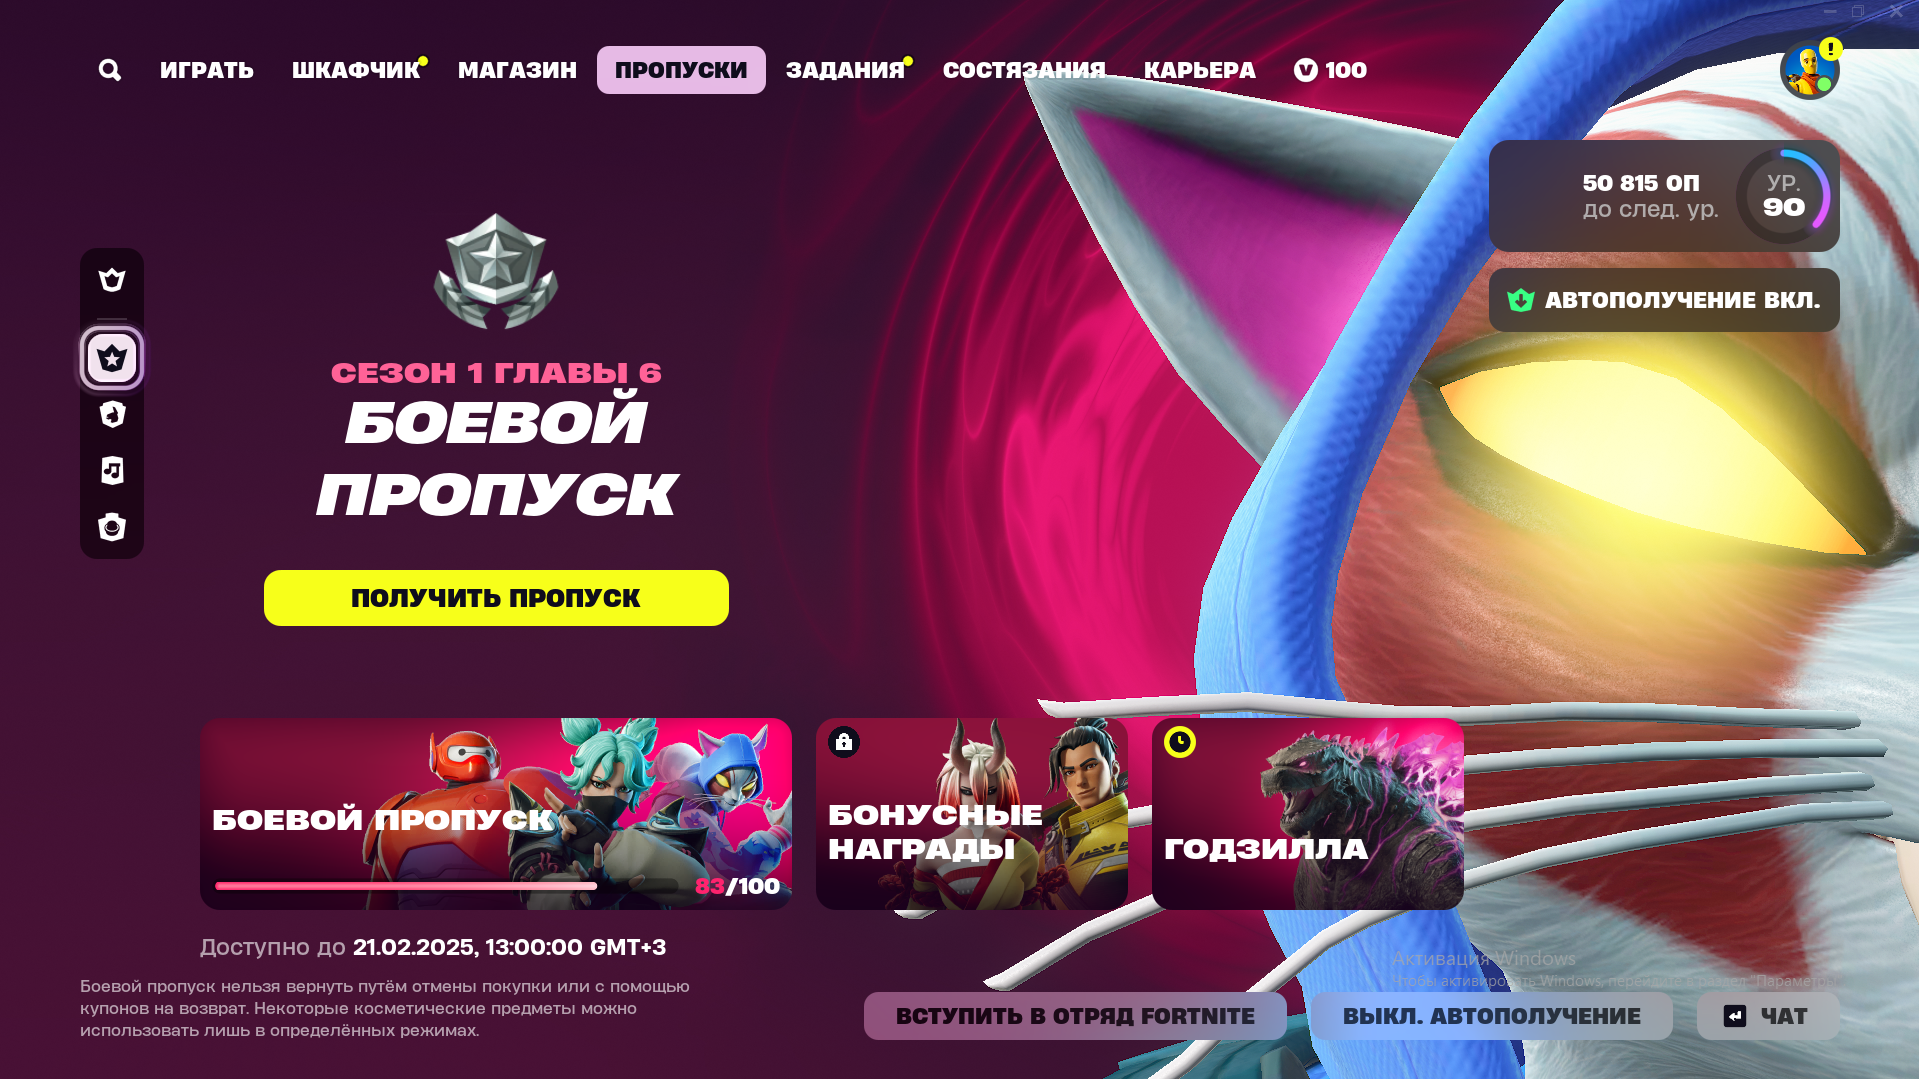 ИГРАТЬ ШКАФЧИК МАГАЗИН ПРОПУСКИ ЗАДАНИЯ СОСТЯЗАНИЯ КАРЬЕРА 100
50 815 ОП
до след. ур.
УР.
90
АВТОПОЛУЧЕНИЕ ВКЛ.
СЕЗОН 1 ГЛАВЫ 6
БОЕВОЙ
ПРОПУСК
ПОЛУЧИТЬ ПРОПУСК
БОЕВОЙ ПРОПУСК
83/100
БОНУСНЫЕ
НАГРАДЫ
ГОДЗИЛЛА
Доступно до 21.02.2025, 13:00:00 GMT+3
Боевой пропуск нельзя вернуть путём отмены покупки или с помощью
купонов на возврат. Некоторые косметические предметы можно
использовать лишь в определённых режимах.
Активация Windows
Чтобы активировать Windows, перейдите в раздел "Параметры
ВСТУПИТЬ В ОТРЯД FORTNITE
ВЫКЛ. АВТОПОЛУЧЕНИЕ
ЧАТ